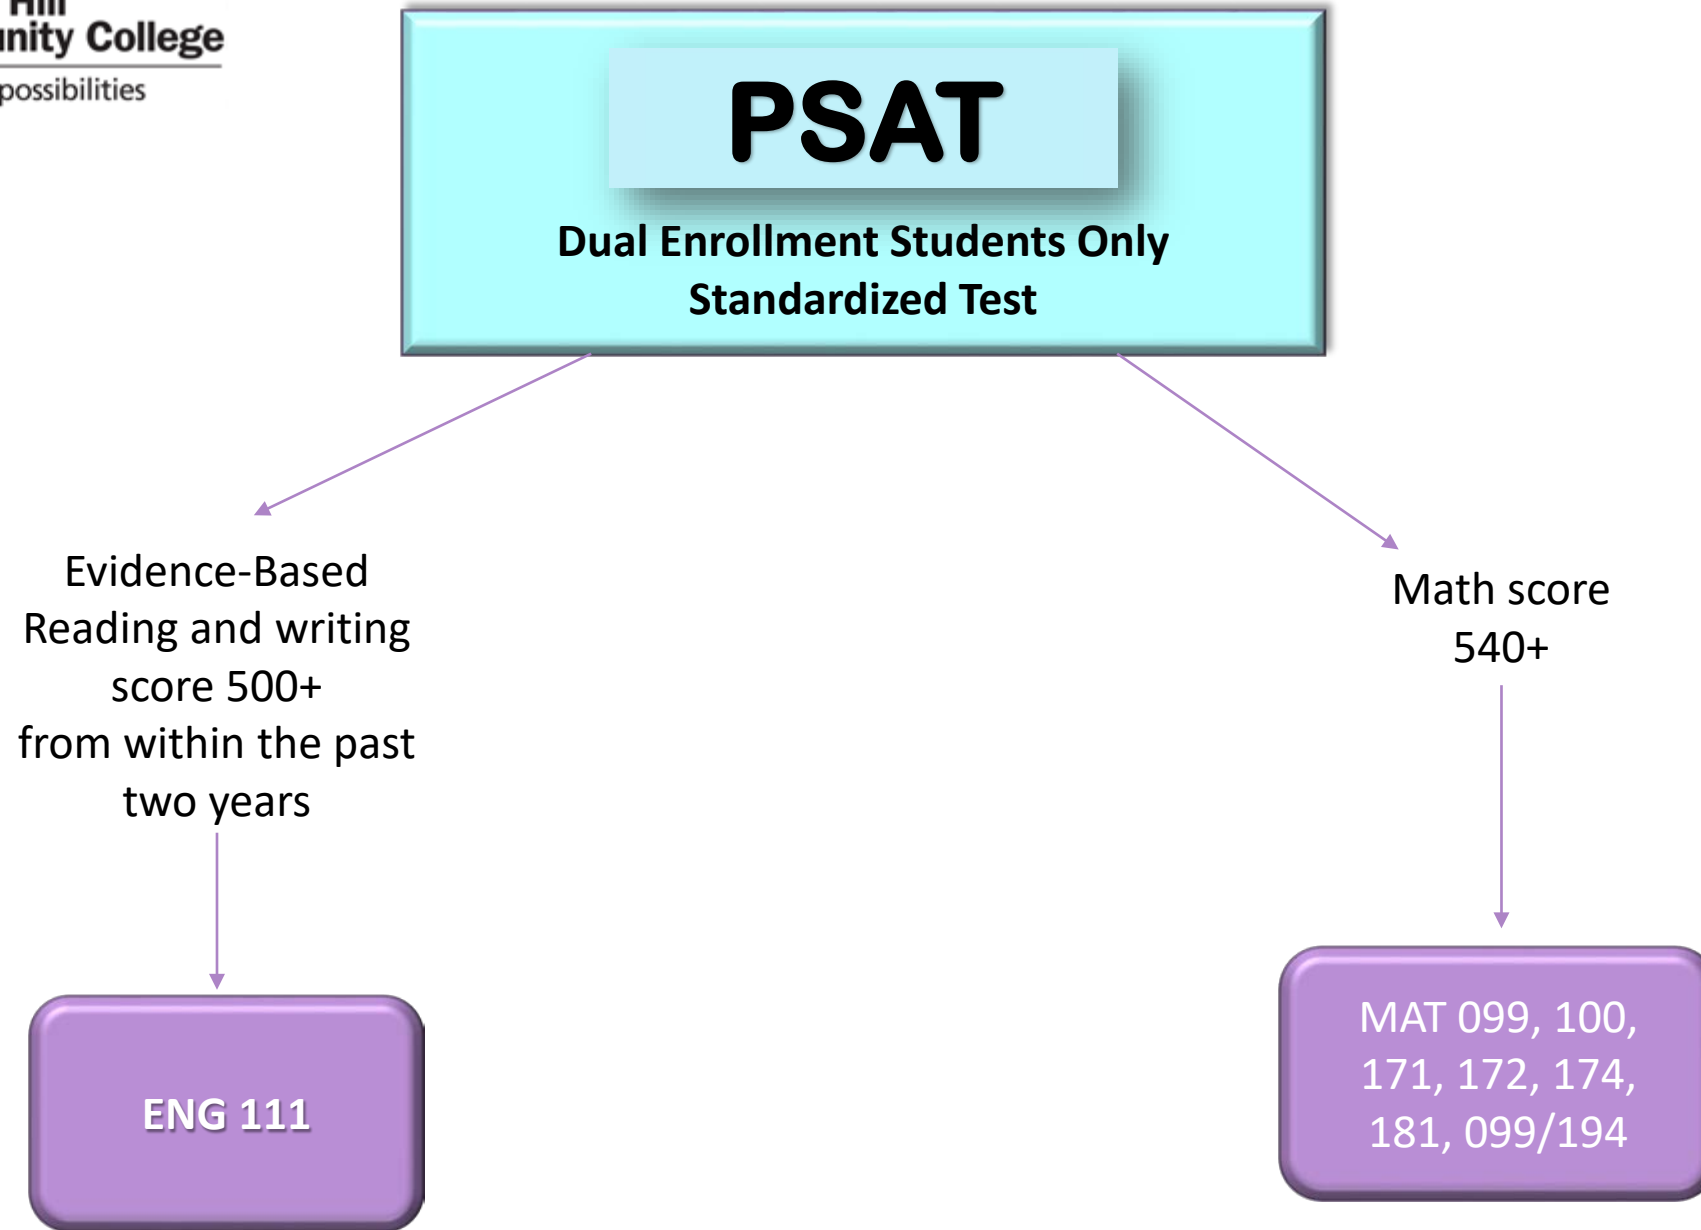 Hill
unity College
possibilities
PSAT
Dual Enrollment Students Only
Standardized Test
Evidence-Based
Reading and writing
score 500+
from within the past
two years
Math score
540+
ENG 111
MAT 099, 100,
171, 172, 174,
181, 099/194